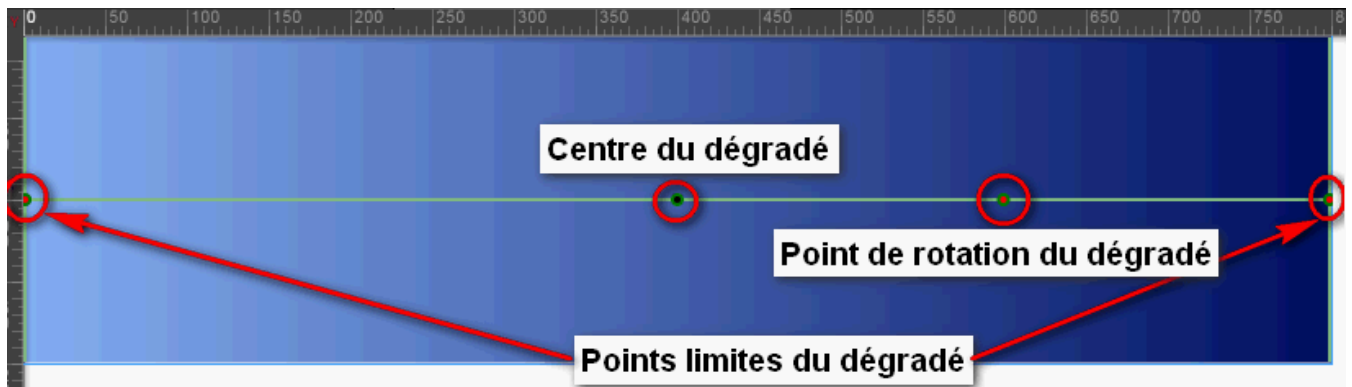 0 50 100 150 200 250 300 350 400 450 500 550 600 650 700 750 8
Centre du dégradé
Point de rotation du dégradé
Points limites du dégradé